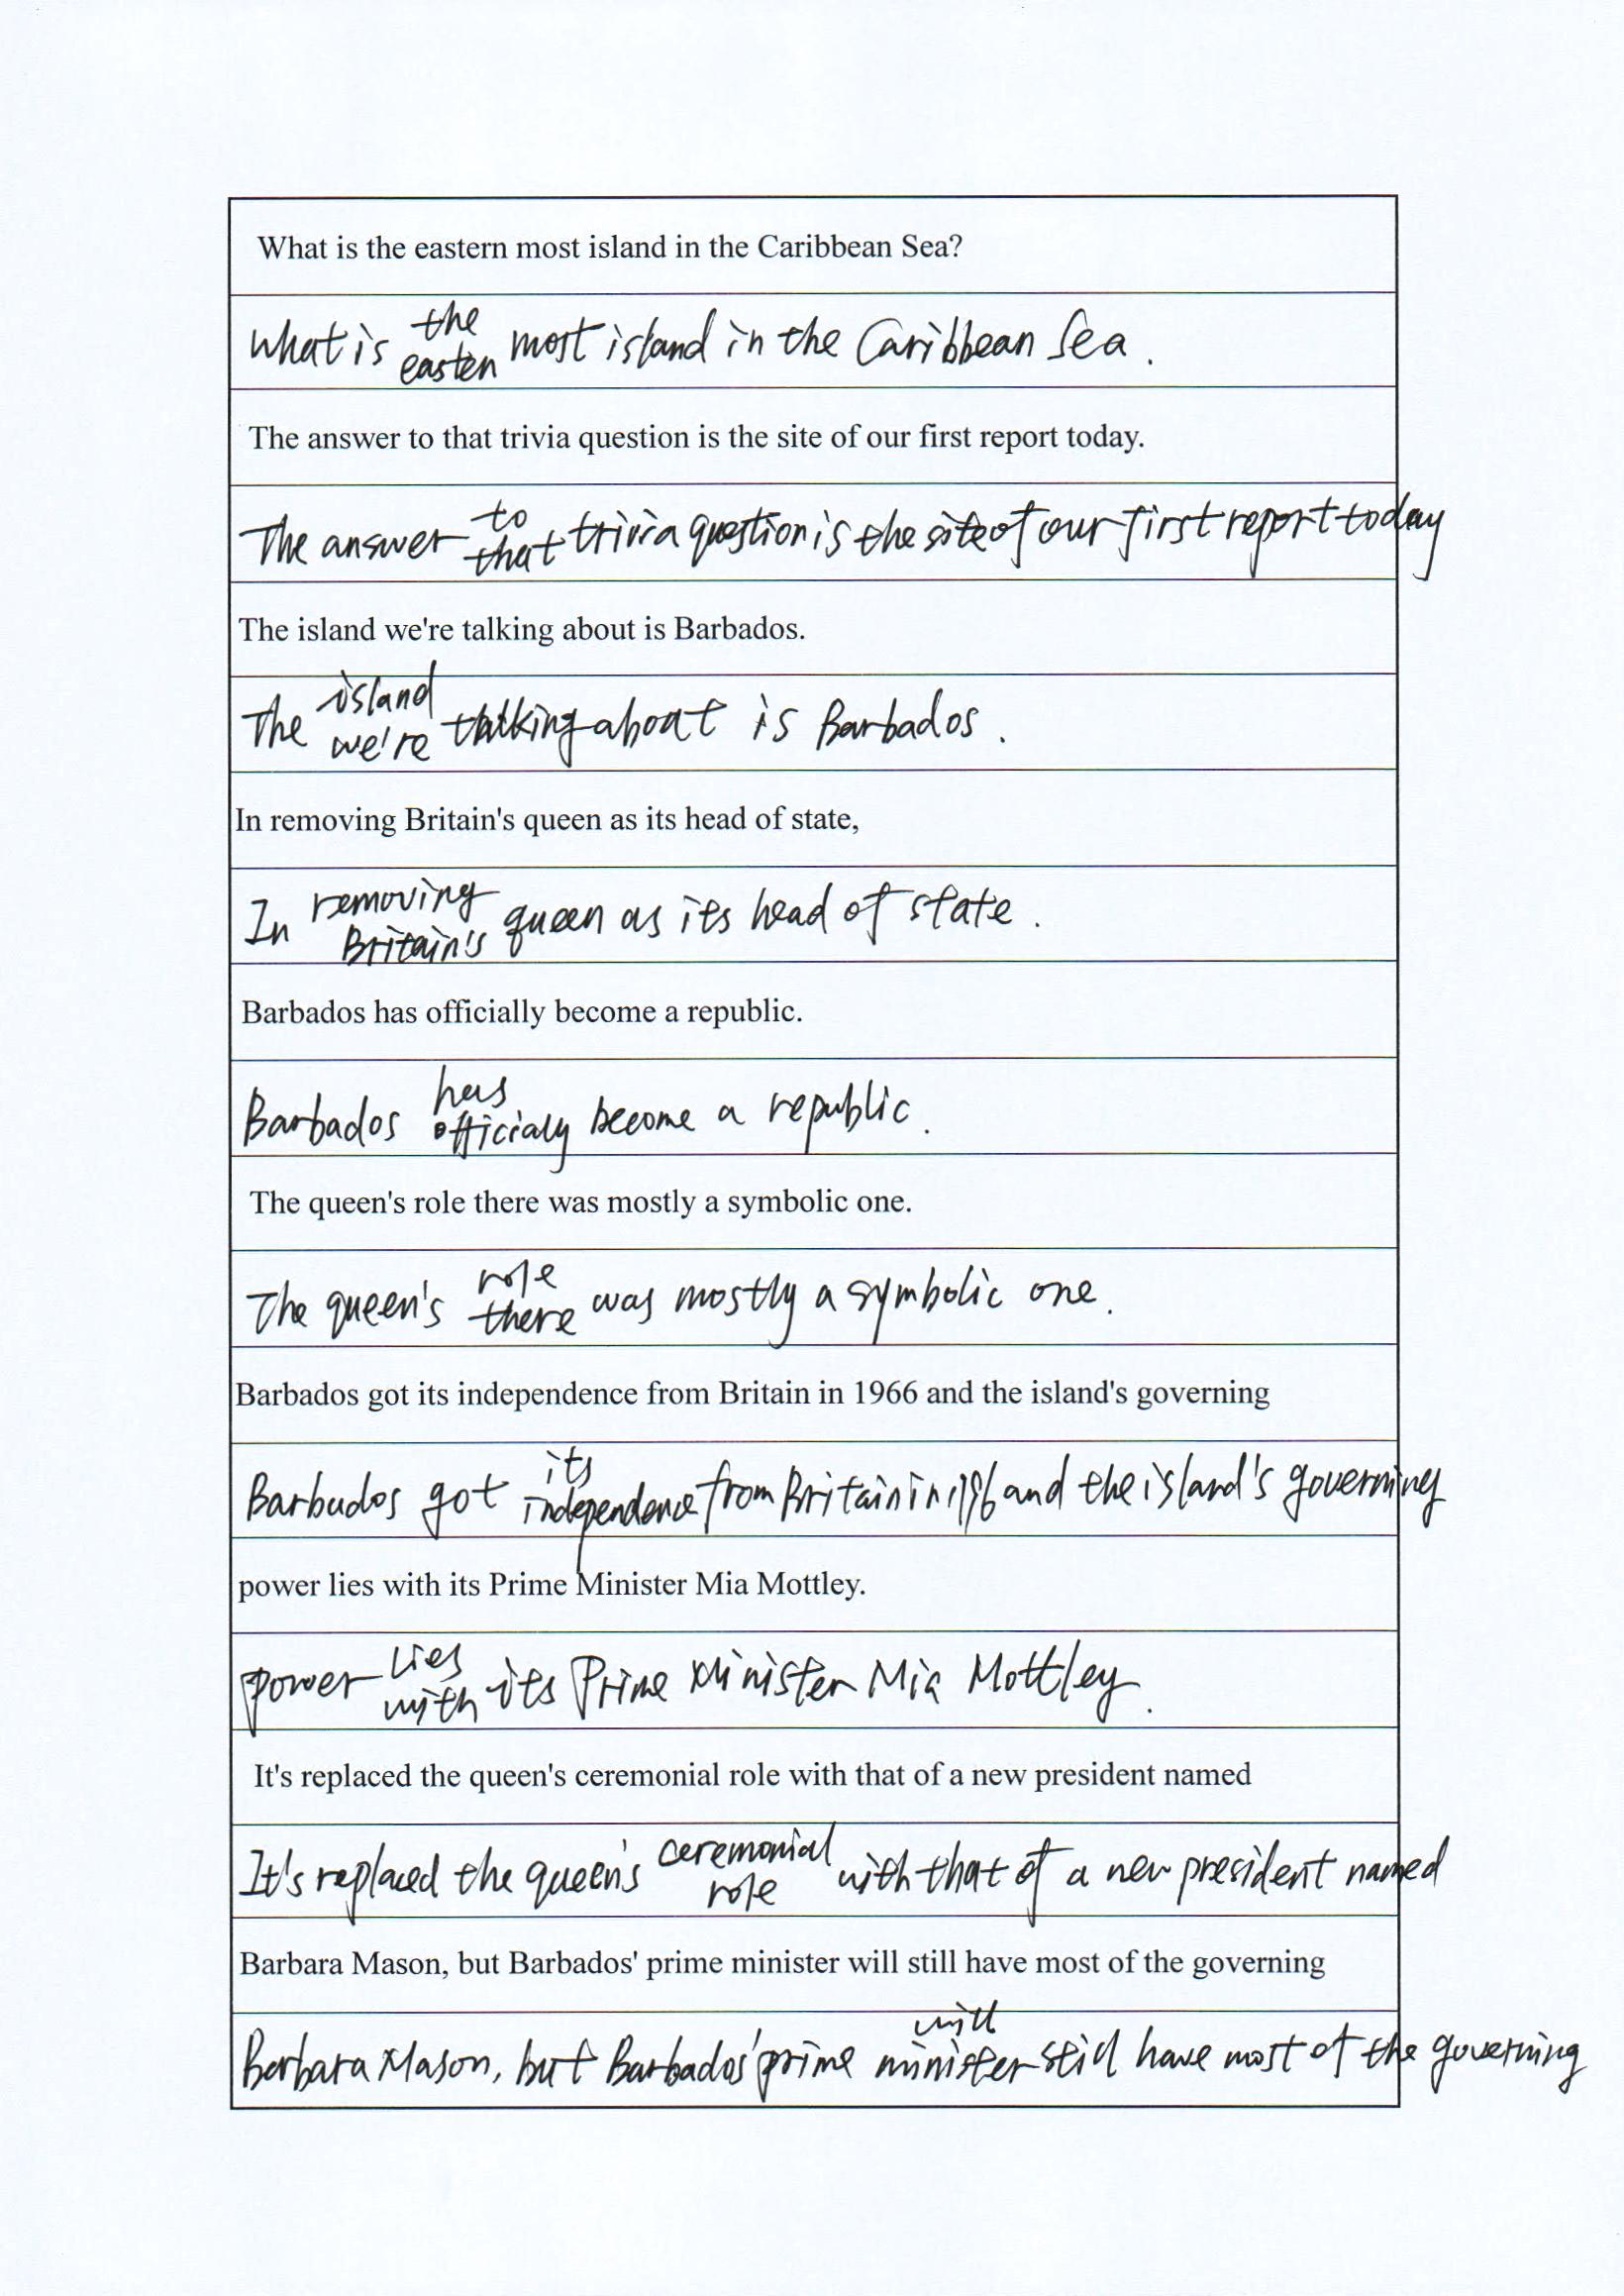 What is the eastern most island in the Caribbean Sea?
What is the easten most island in the Caribbean Sea.
The answer to that trivia question is the site of our first report today.
The answer to that trivia question is the site of our first report today
The island we're talking about is Barbados.
The island we're talking about is Barbados.
In removing Britain's queen as its head of state,
In removing Britain's queen as its head of state.
Barbados has officially become a republic.
Barbados has officialy become a republic.
The queen's role there was mostly a symbolic one.
The queen's role there was mostly a symbolic one.
Barbados got its independence from Britain in 1966 and the island's governing
Barbudos got its independence from Britain in 1966 and the island's governing
power lies with its Prime Minister Mia Mottley.
power lies with its Prime Minister Mia Mottley.
It's replaced the queen's ceremonial role with that of a new president named
It's replaced the queen's ceremonial role with that of a new president named
Barbara Mason, but Barbados' prime minister will still have most of the governing
Barbara Mason, but Barbados' prime minister will still have most of the governing